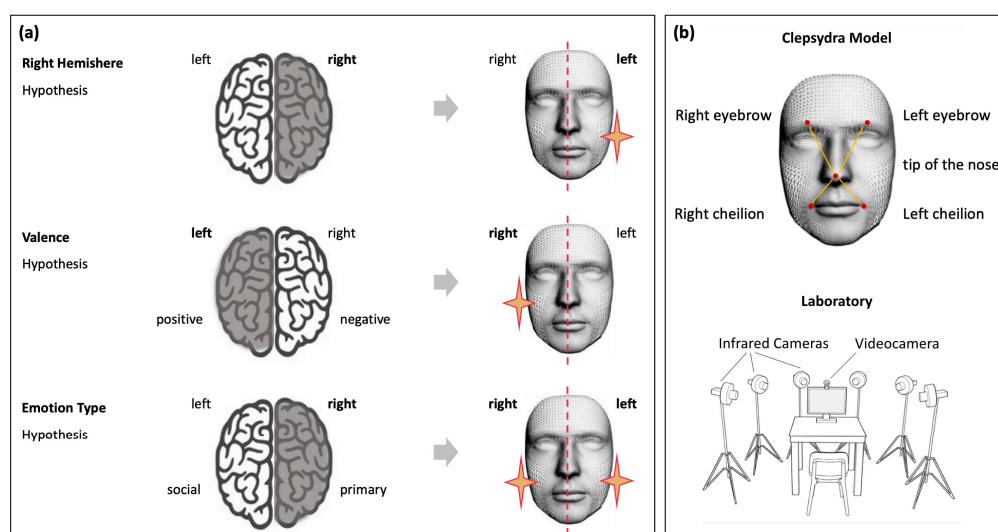 (a)
Right Hemishere
Hypothesis
left
right
right
left
Valence
Hypothesis
left
right
positive
negative
right
left
Emotion Type
Hypothesis
left
right
social
primary
right
left
(b)
Clepsydra Model
Right eyebrow
Left eyebrow
tip of the nose
Right cheilion
Left cheilion
Laboratory
Infrared Cameras
Videocamera